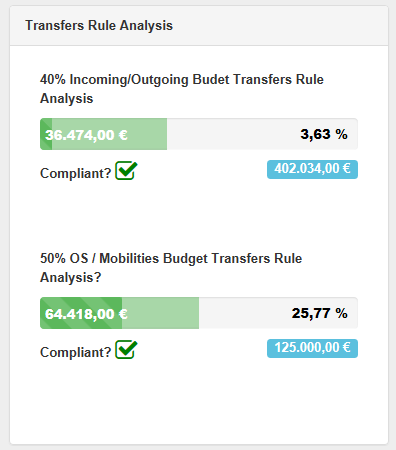 Transfers Rule Analysis
40% Incoming/Outgoing Budet Transfers Rule
Analysis
36.474,00 € 3,63 %
Compliant? 402.034,00 €
50% OS / Mobilities Budget Transfers Rule
Analysis?
64.418,00 € 25,77 %
Compliant? 125.000,00 €